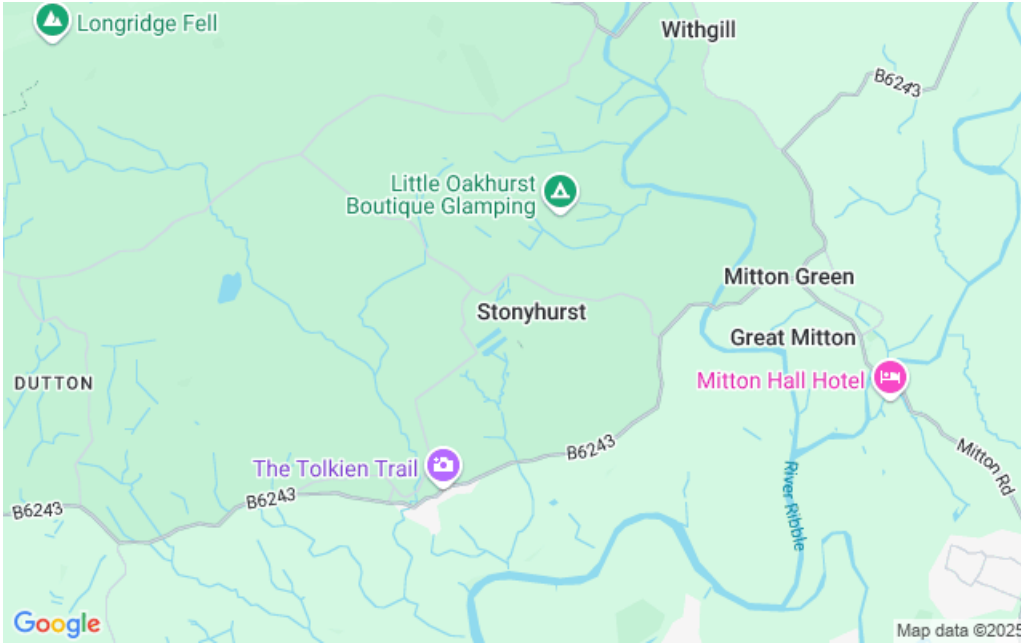 Longridge Fell
Withgill
B6243
Little Oakhurst
Boutique Glamping
Mitton Green
Stonyhurst
Great Mitton
Mitton Hall Hotel
DUTTON
B6243
The Tolkien Trail
Mitton Rd
B6243
B6243
River Ribble
Google
Map data ©2025